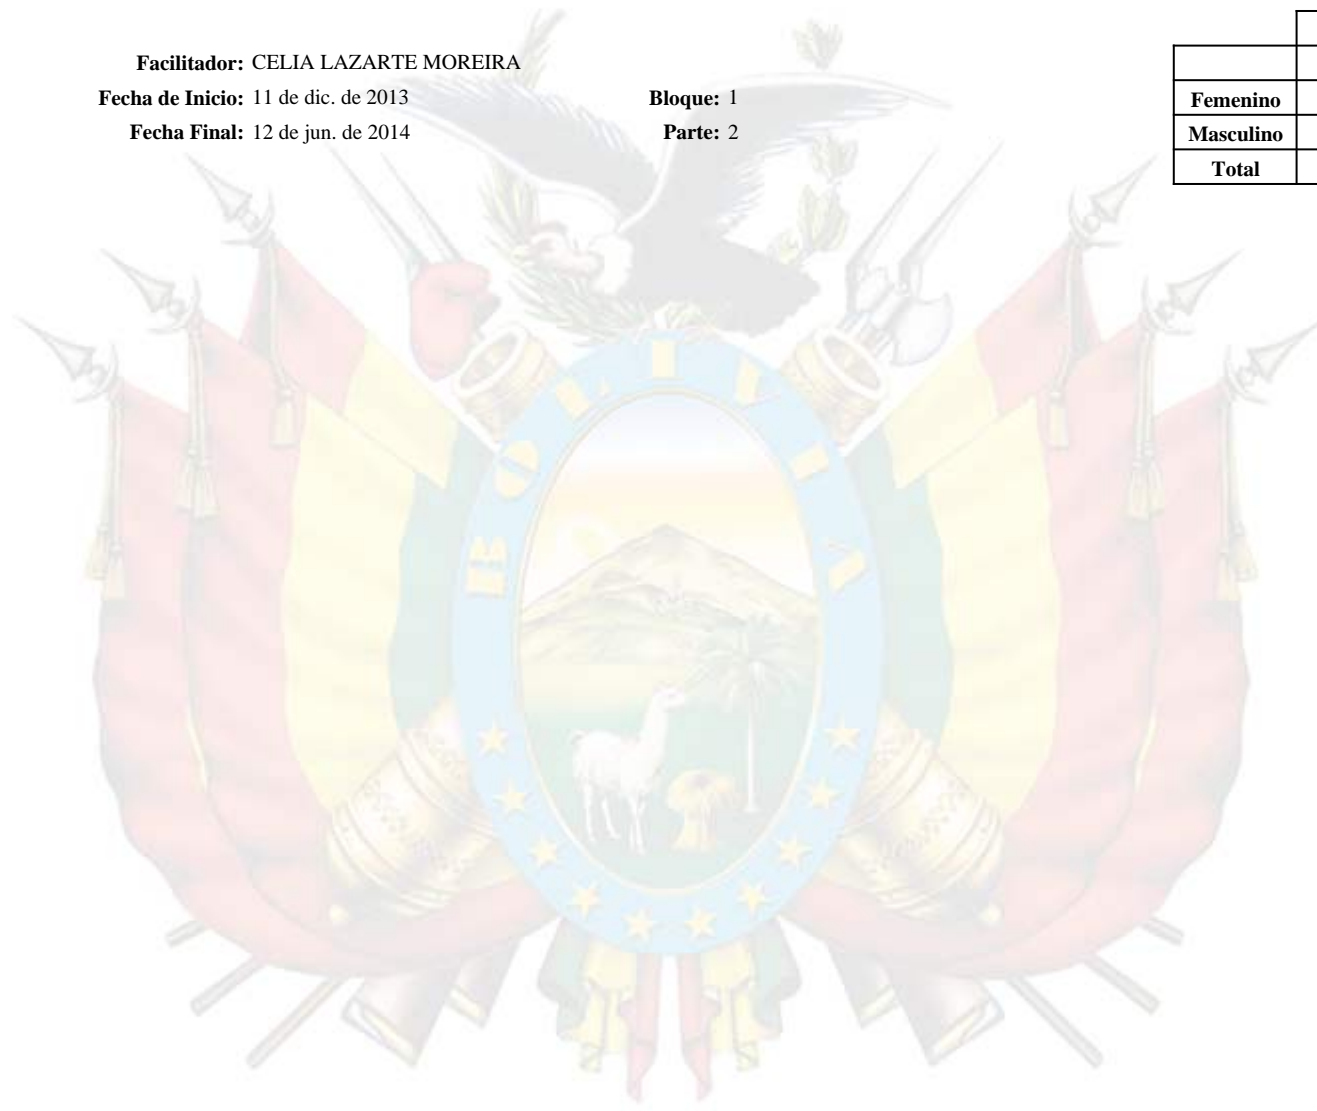 Facilitador: CELIA LAZARTE MOREIRA
Fecha de Inicio: 11 de dic. de 2013 Bloque: 1
Fecha Final: 12 de jun. de 2014 Parte: 2
Femenino
Masculino
Total
BOLIVIA